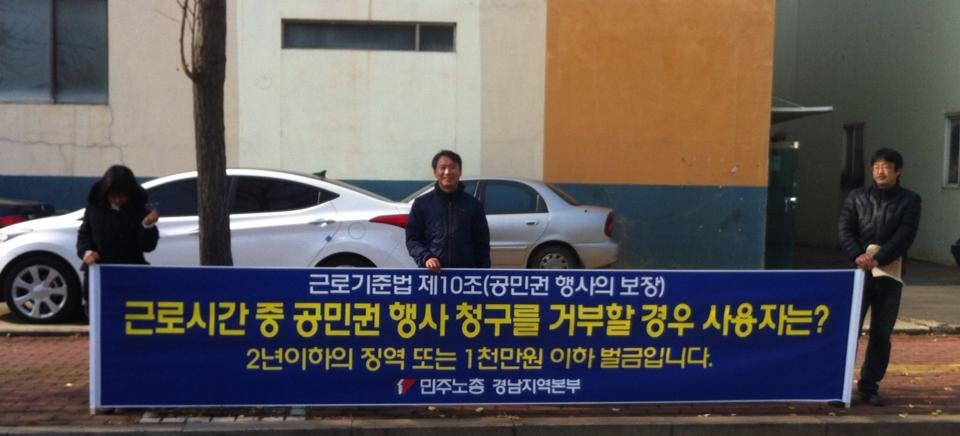 근로기준법 제10조(공민권 행사의 보장)
근로시간 중 공민권 행사 청구를 거부할 경우 사용자는?
2년이하의 징역 또는 1천만원 이하 벌금입니다.
민주노총 경남지역본부